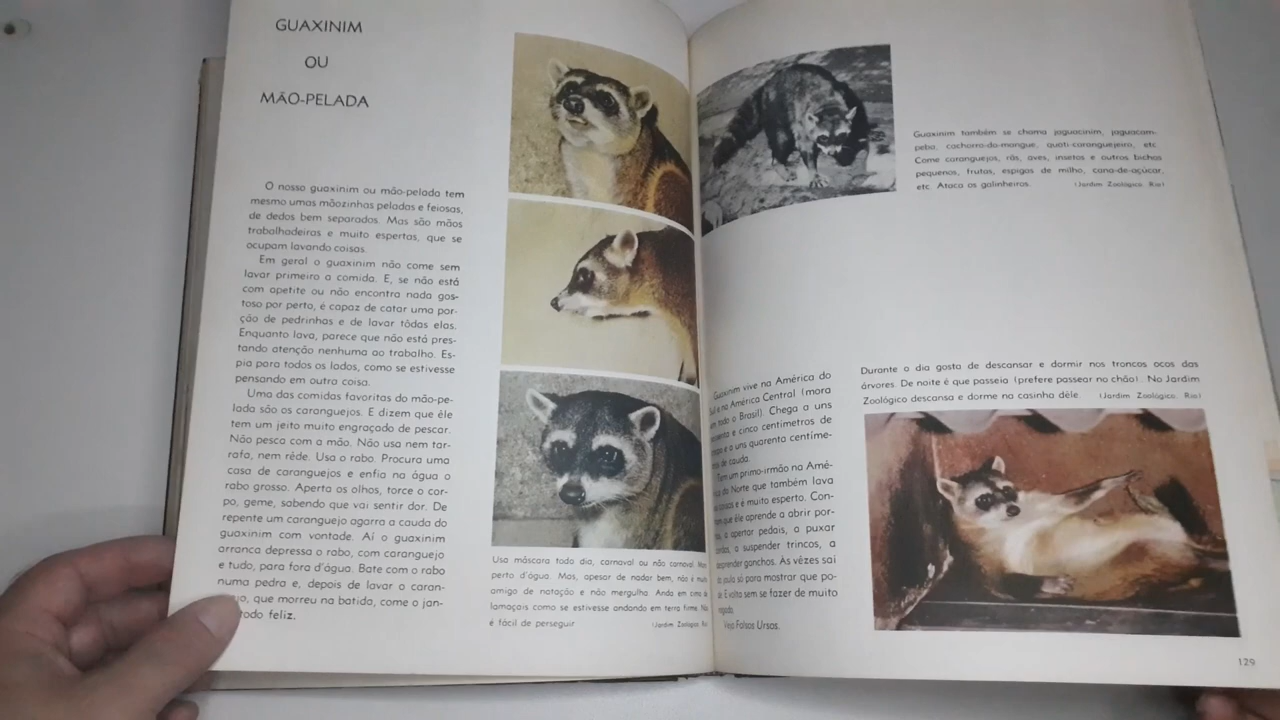 GUAXINIM
OU
MÃO-PELADA
O nosso guaxinim ou mão-pelada tem
mesmo umas mãozinhas peladas e feiosas,
de dedos bem separados. Mas são mãos
trabalhadeiras e muito espertas, que se
ocupam lavando coisas.
Em geral o guaxinim não come sem
lavar primeiro a comida. E, se não está
com apetite ou não encontra nada gos-
toso por perto, é capaz de catar uma por-
ção de pedrinhas e de lavar tôdas elas.
Enquanto lava, parece que não está pres-
tando atenção nenhuma ao trabalho. Es-
pia para todos os lados, como se estivesse
pensando em outra coisa.
Uma das comidas favoritas do mão-pe-
lada são os caranguejos. E dizem que êle
tem um jeito muito engraçado de pescar.
Não pesca com a mão. Não usa nem tar-
rafa, nem rêde. Usa o rabo. Procura uma
casa de caranguejos e enfia na água o
rabo grosso. Aperta os olhos, torce o cor-
po, geme, sabendo que vai sentir dor. De
repente um caranguejo agarra a cauda do
guaxinim com vontade. Aí o guaxinim
arranca depressa o rabo, com caranguejo
e tudo, para fora d'água. Bate com o rabo
numa pedra e, depois de lavar o caran-
que morreu na batida, come o jan-
todo feliz.
Usa máscara todo dia, carnaval ou não carnaval.
perto d'água. Mas, apesar de nadar bem, não é muito
amigo de natação e não mergulha. Anda em cima de
lamaçais como se estivesse andando em terra firme. Não
é fácil de perseguir (Jardim Zoológico, Rio)
Guaxinim também se chama jaguacinim, jaguacam-
peba, cachorro-do-mangue, quati-caranguejeiro, etc.
Come caranguejos, rãs, aves, insetos e outros bichos
pequenos, frutas, espigas de milho, cana-de-açúcar,
etc. Ataca os galinheiros. (Jardim Zoológico, Rio)
Guaxinim vive na América do
e na América Central (mora
todo o Brasil). Chega a uns
e cinco centímetros de
e a uns quarenta centíme-
de cauda.
Tem um primo-irmão na Amé-
do Norte que também lava
e é muito esperto. Con-
que êle aprende a abrir por-
a apertar pedais, a puxar
a suspender trincos, a
desprender ganchos. Às vêzes sai
da jaula só para mostrar que po-
E volta sem se fazer de muito
rogado.
Veja Falsos Ursos.
Durante o dia gosta de descansar e dormir nos troncos ocos das
árvores. De noite é que passeia (prefere passear no chão). No Jardim
Zoológico descansa e dorme na casinha dêle. (Jardim Zoológico, Rio)
129